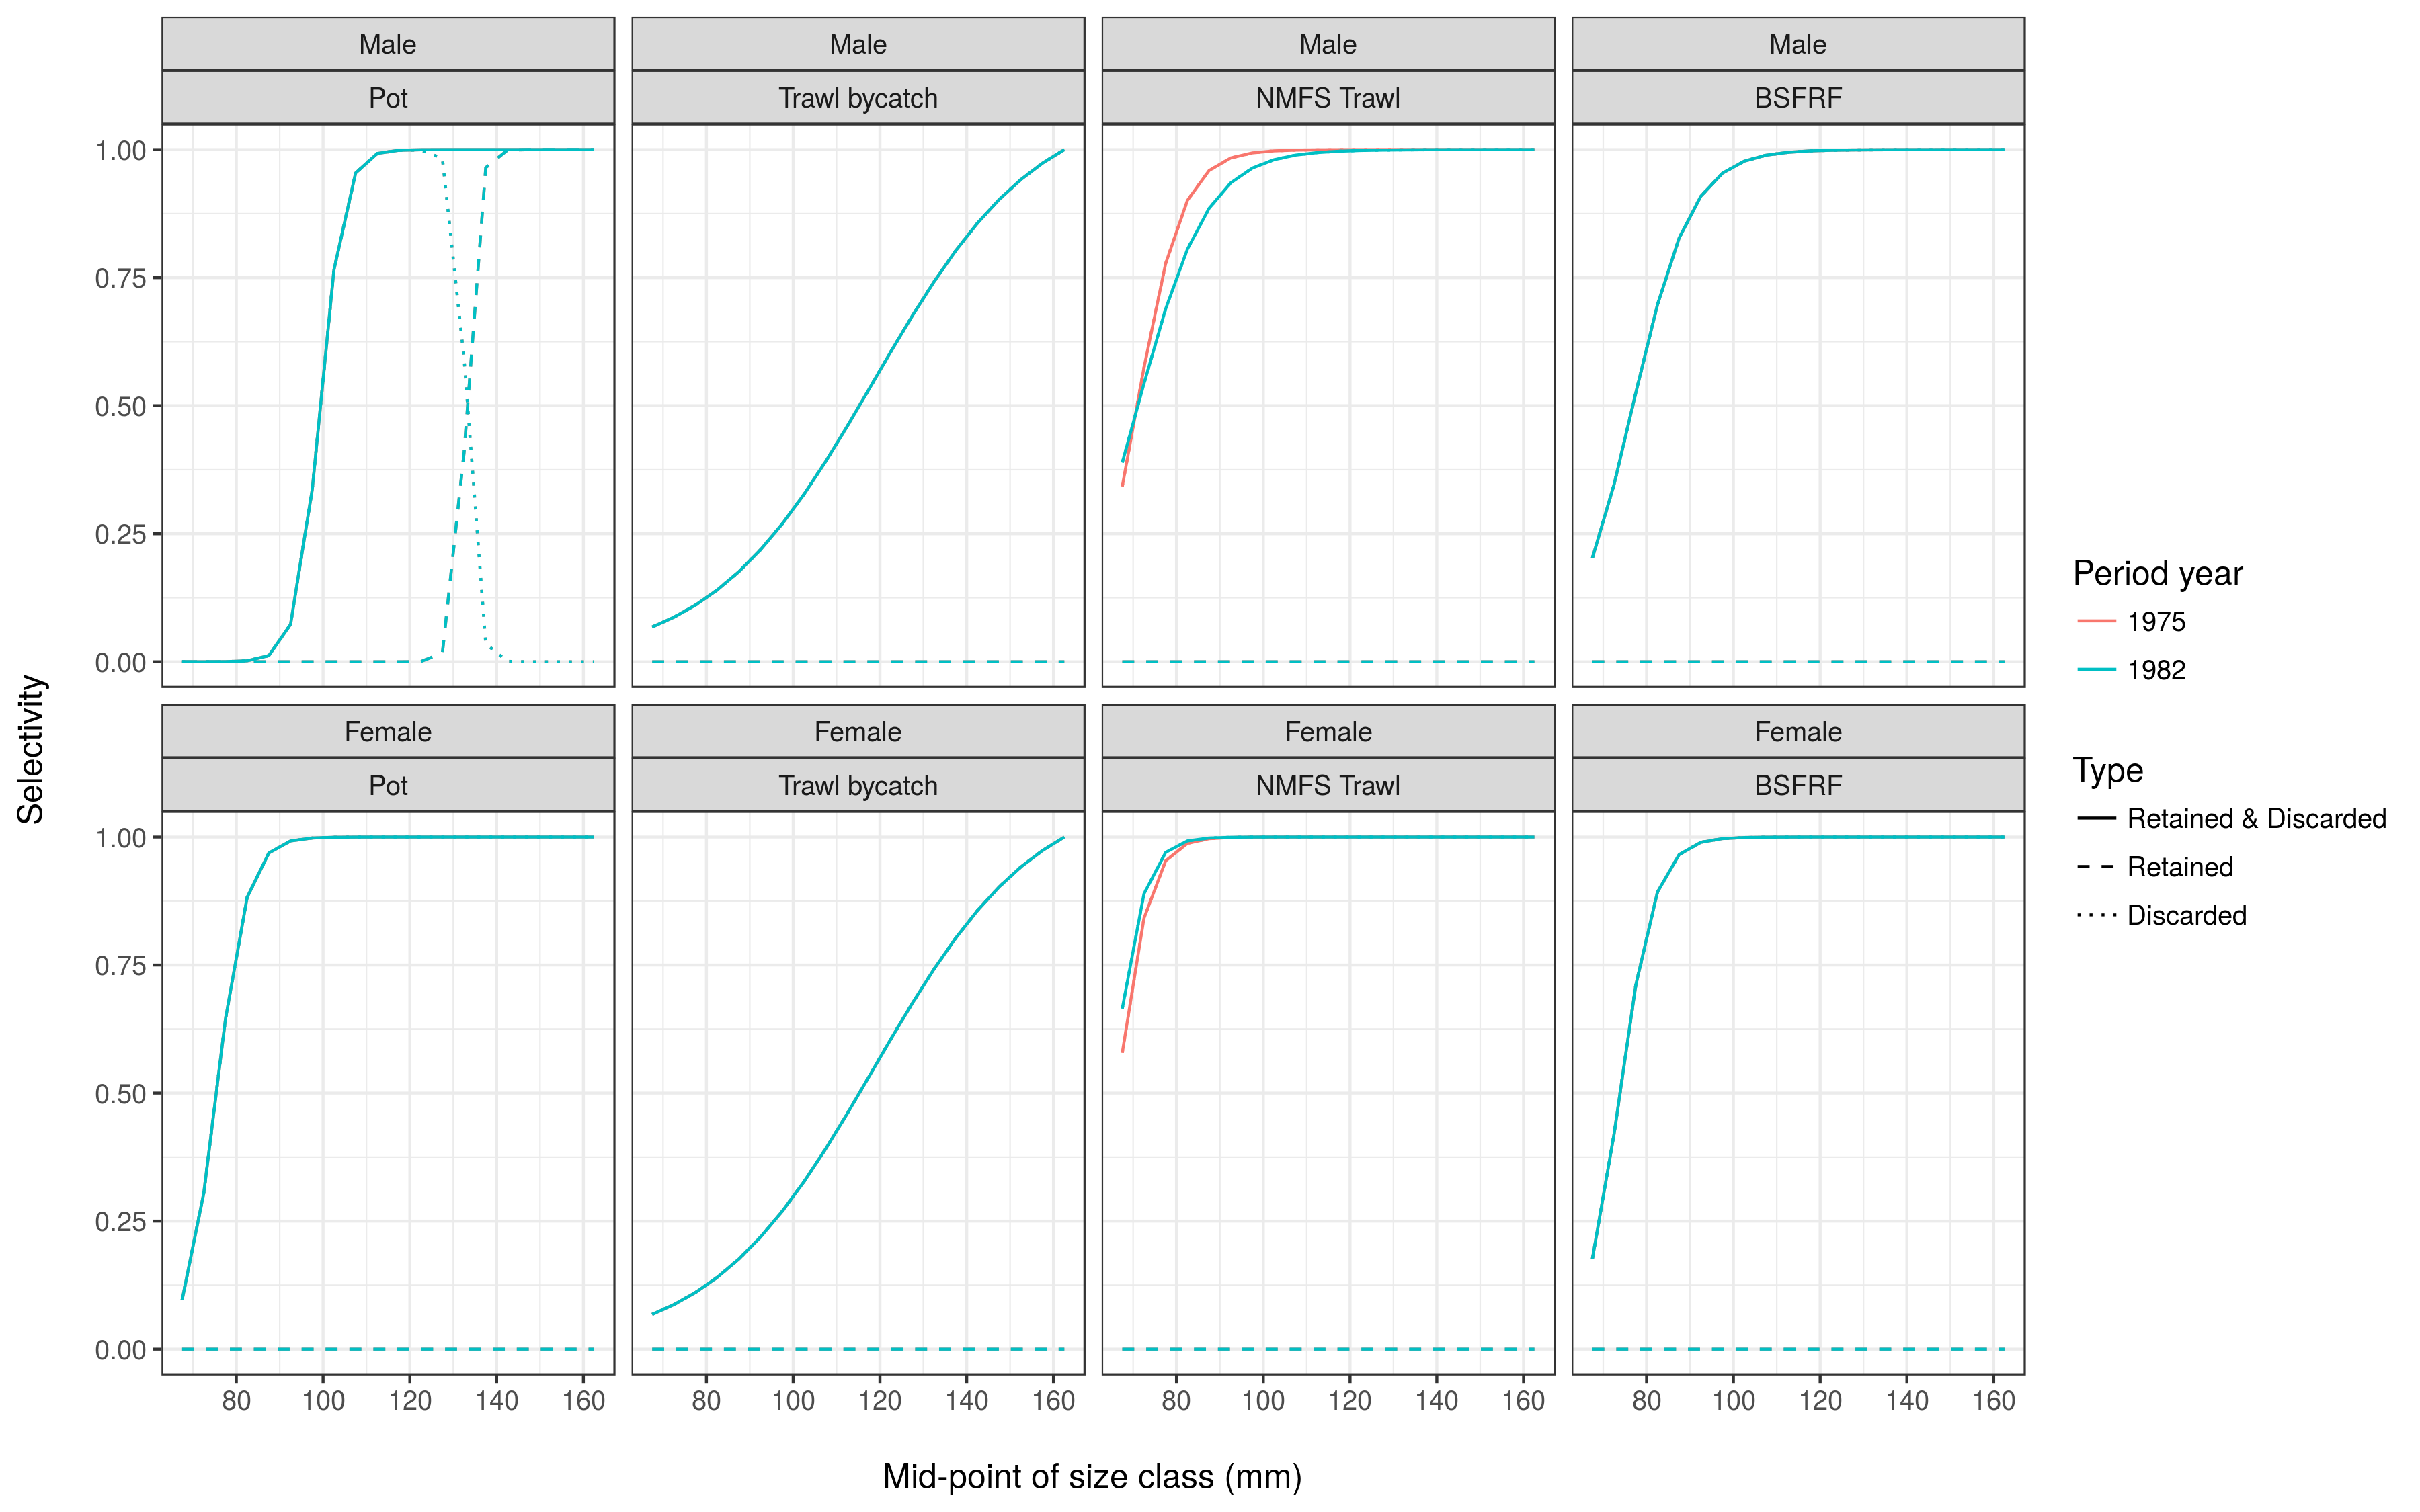 Male Male Male Male
Pot Trawl bycatch NMFS Trawl BSFRF
1.00
0.75
0.50
0.25
0.00
Female Female Female Female
Pot Trawl bycatch NMFS Trawl BSFRF
1.00
0.75
0.50
0.25
0.00
80 100 120 140 160 80 100 120 140 160 80 100 120 140 160 80 100 120 140 160
Mid-point of size class (mm)
Selectivity
Period year
1975
1982
Type
Retained & Discarded
Retained
Discarded